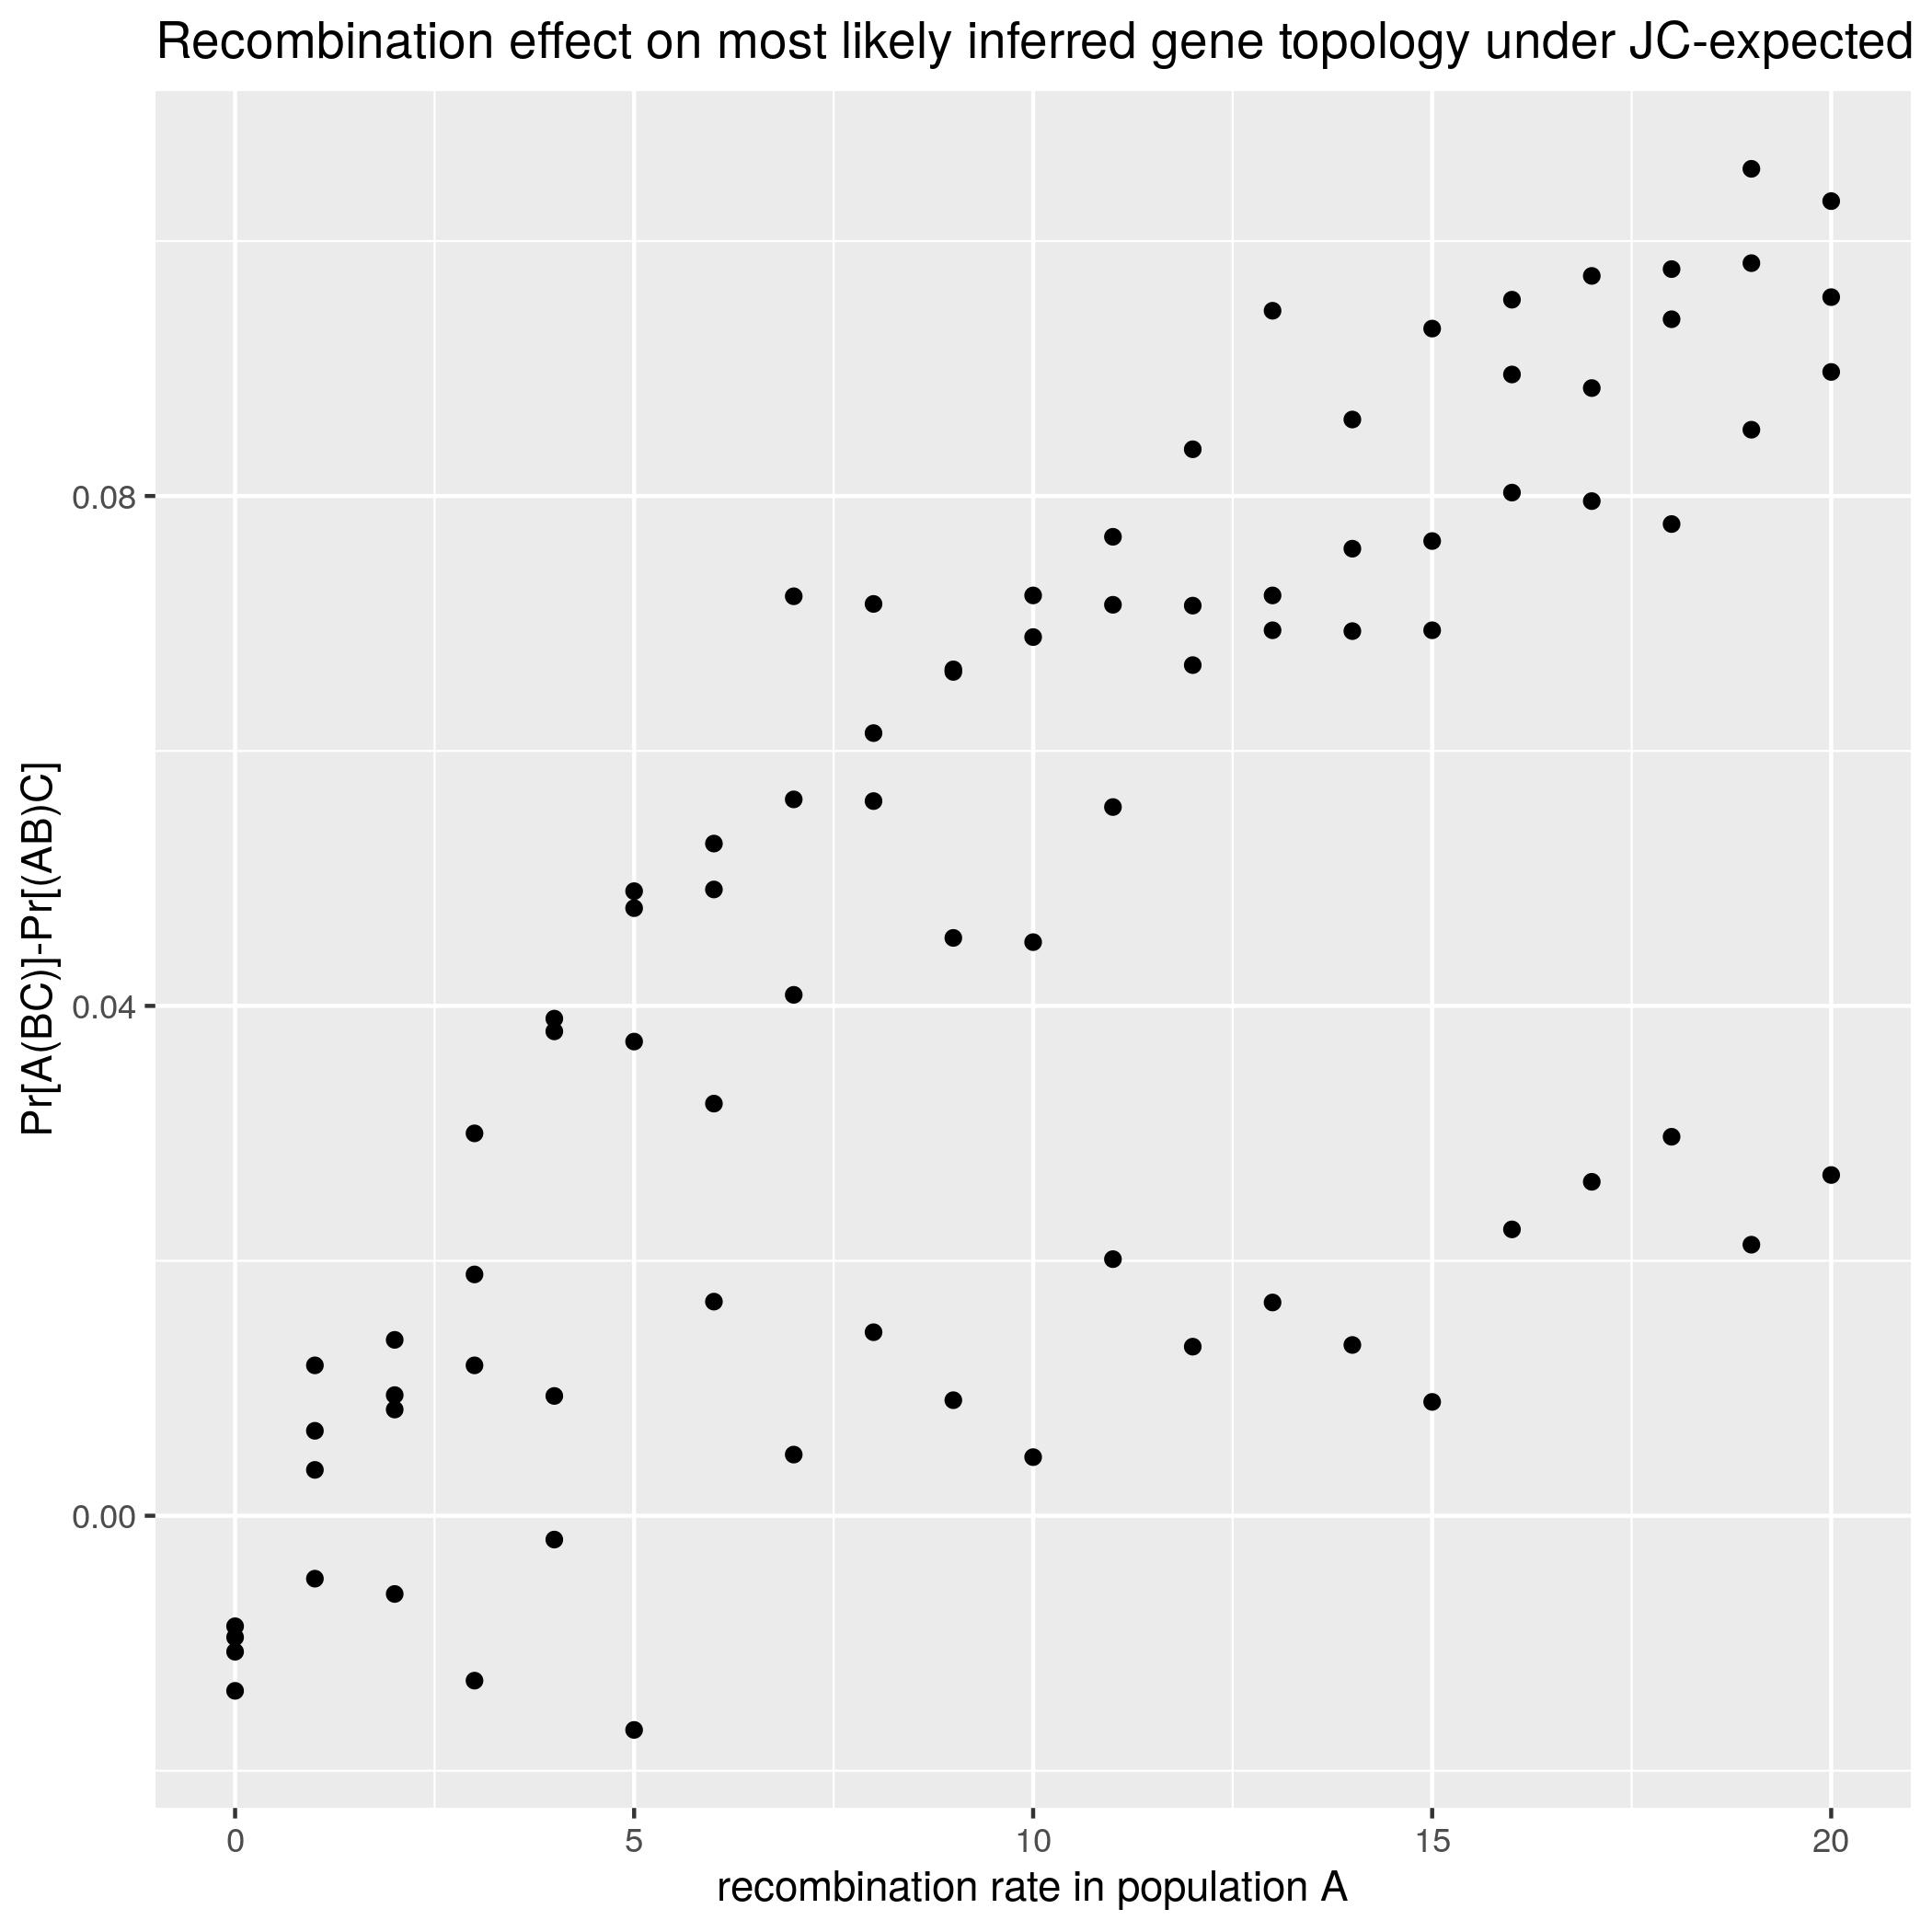 Recombination effect on most likely inferred gene topology under JC-expected
Pr[A(BC)]-Pr[(AB)C]
0.08
0.04
0.00
0 5 10 15 20
recombination rate in population A